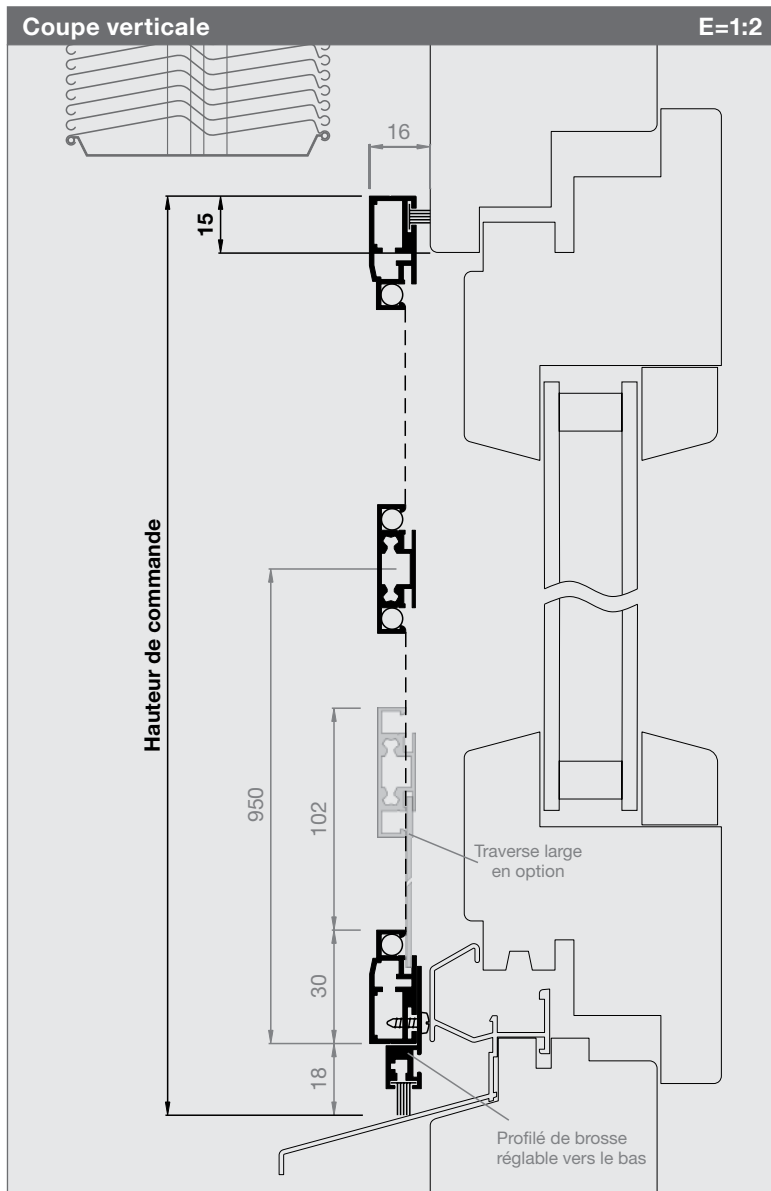 Coupe verticale E=1:2
16
15
Hauteur de commande
950
102
Traverse large
en option
30
18
Profilé de brosse
réglable vers le bas